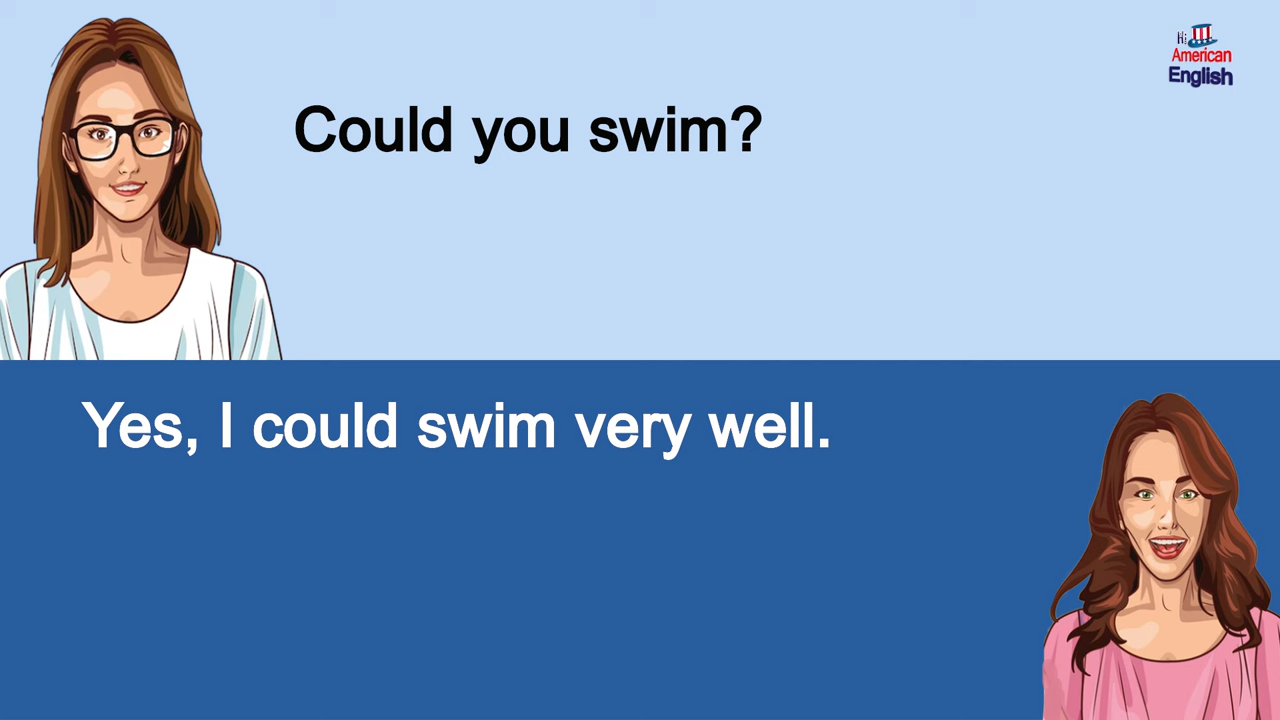 Hi
American
English
Could you swim?
Yes, I could swim very well.